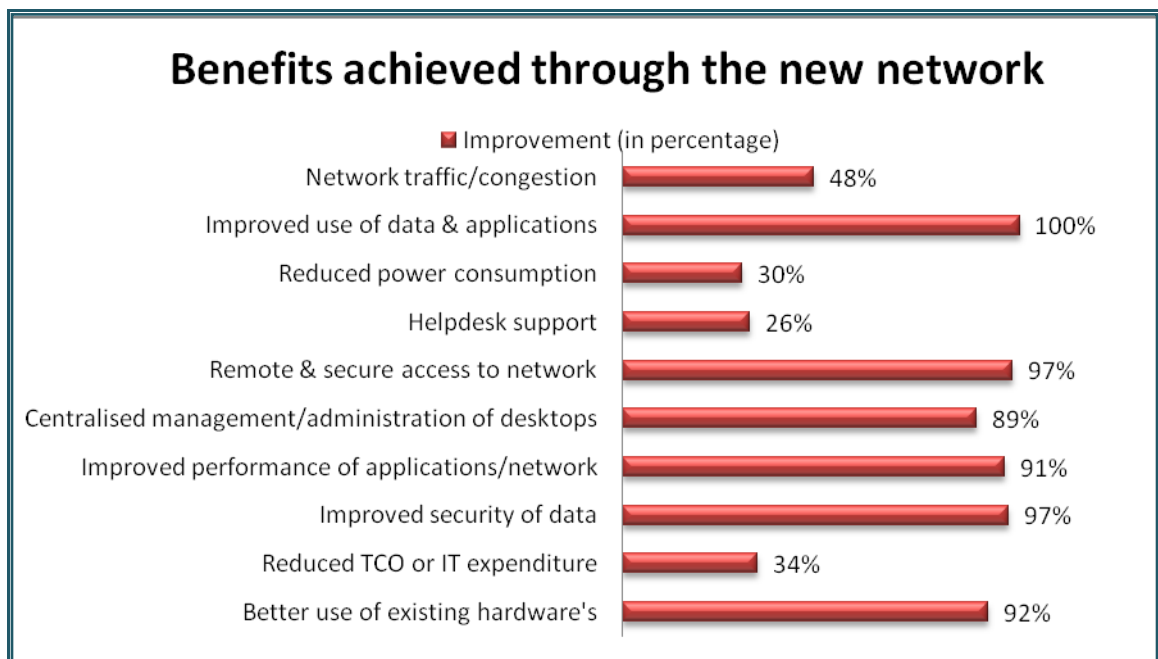 Benefits achieved through the new network
Improvement (in percentage)
Network traffic/congestion 48%
Improved use of data & applications 100%
Reduced power consumption 30%
Helpdesk support 26%
Remote & secure access to network 97%
Centralised management/administration of desktops 89%
Improved performance of applications/network 91%
Improved security of data 97%
Reduced TCO or IT expenditure 34%
Better use of existing hardware's 92%